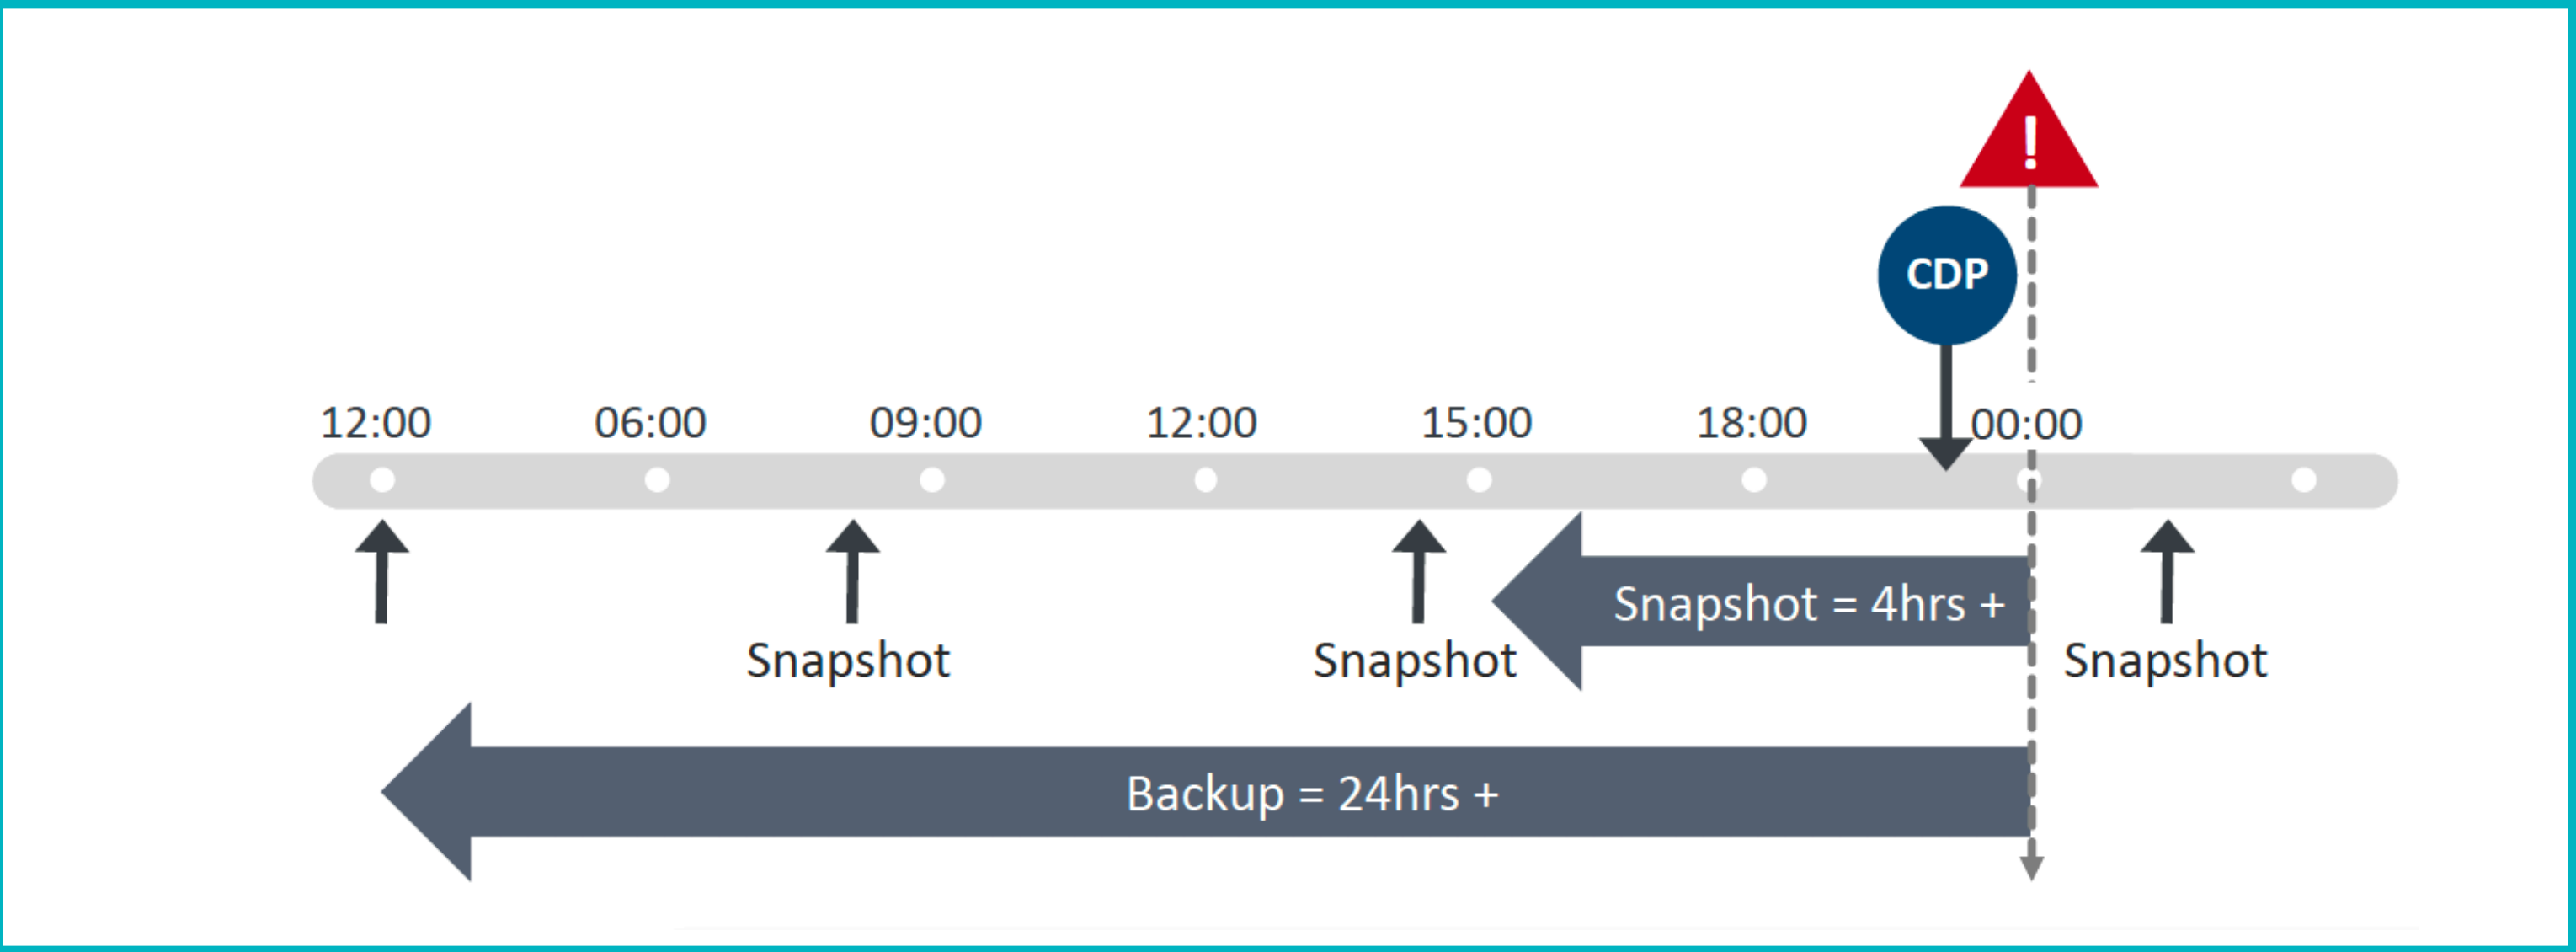 !
CDP
12:00 06:00 09:00 12:00 15:00 18:00 00:00
Snapshot = 4hrs +
Snapshot Snapshot Snapshot
Backup = 24hrs +